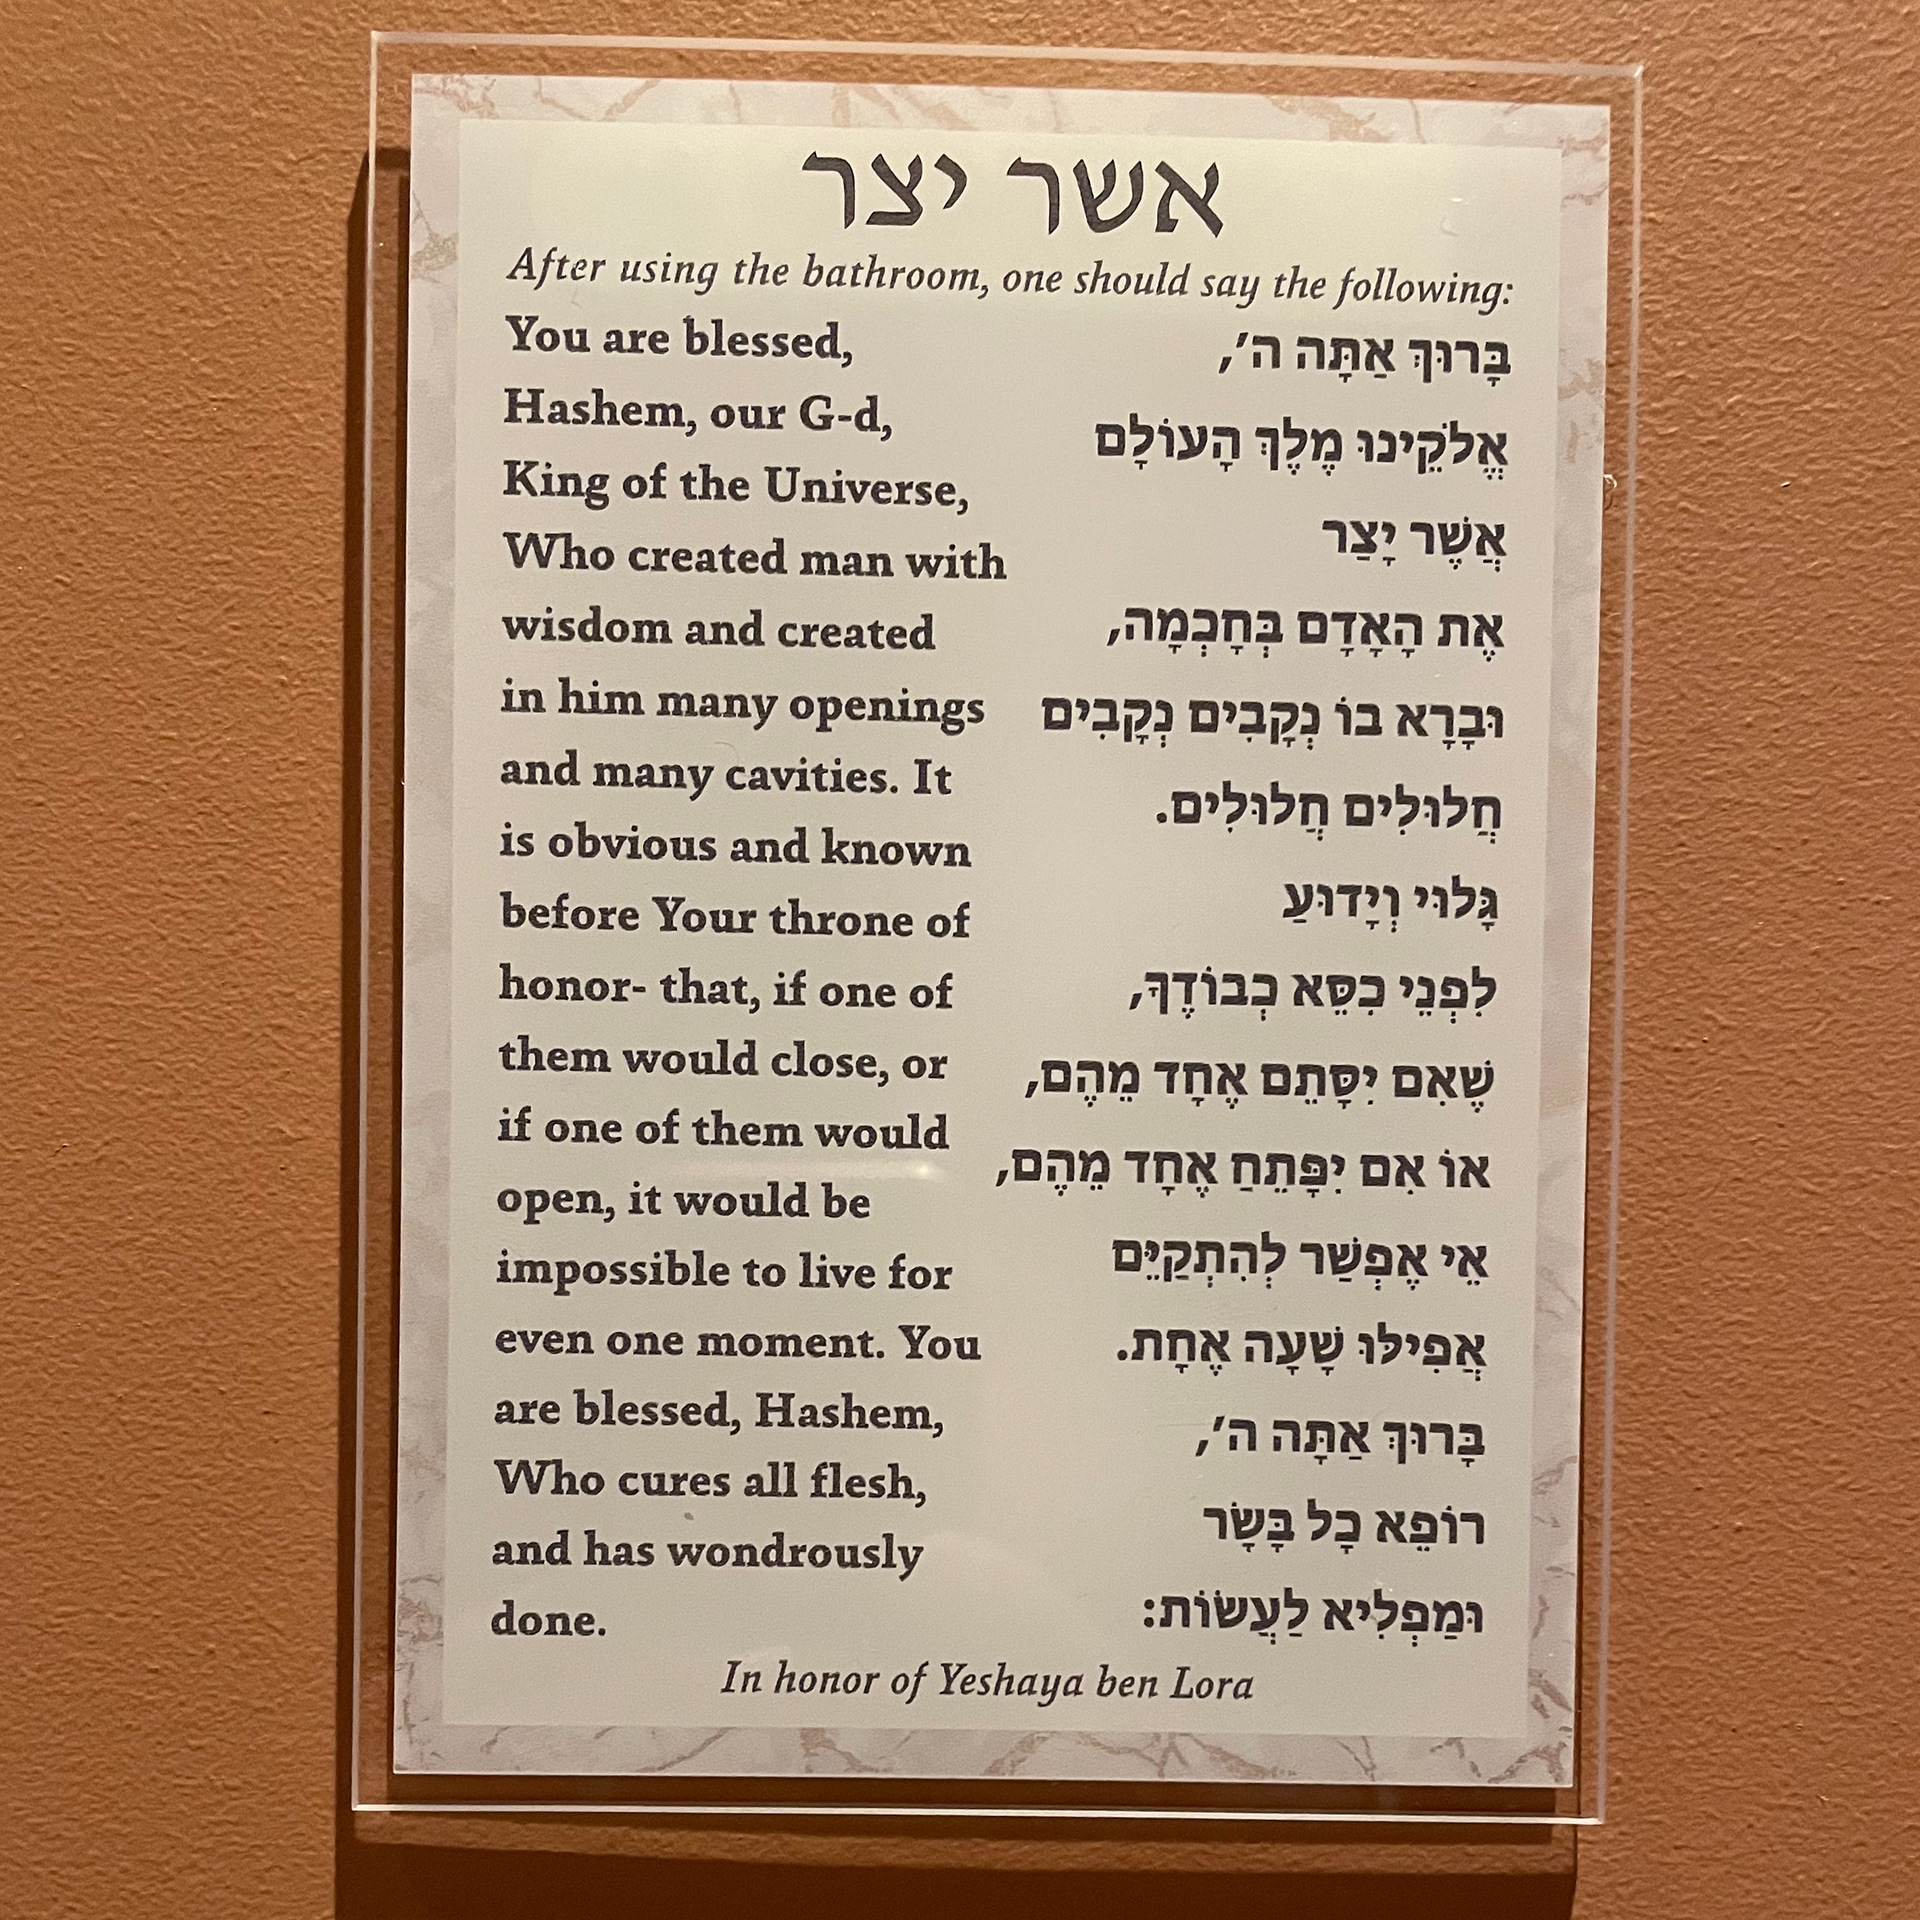 אשר יצר
After using the bathroom, one should say the following:
You are blessed,
Hashem, our G-d,
King of the Universe,
Who created man with
wisdom and created
in him many openings
and many cavities. It
is obvious and known
before Your throne of
honor- that, if one of
them would close, or
if one of them would
open, it would be
impossible to live for
even one moment. You
are blessed, Hashem,
Who cures all flesh,
and has wondrously
done.
בָּרוּךְ אַתָּה ה׳,
אֱלֹקֵינוּ מֶלֶךְ הָעוֹלָם
אֲשֶׁר יָצַר
אֶת הָאָדָם בְּחָכְמָה,
וּבָרָא בוֹ נְקָבִים נְקָבִים
חֲלוּלִים חֲלוּלִים.
גָּלוּי וְיָדוּעַ
לִפְנֵי כִסֵּא כְבוֹדֶךָ,
שֶׁאִם יִסָּתֵם אֶחָד מֵהֶם,
אוֹ אִם יִפָּתֵחַ אֶחָד מֵהֶם,
אֵי אֶפְשַׁר לְהִתְקַיֵּם
אֲפִילוּ שָׁעָה אֶחָת.
בָּרוּךְ אַתָּה ה׳,
רוֹפֵא כָל בָּשָׂר
וּמַפְלִיא לַעֲשׂוֹת:
In honor of Yeshaya ben Lora